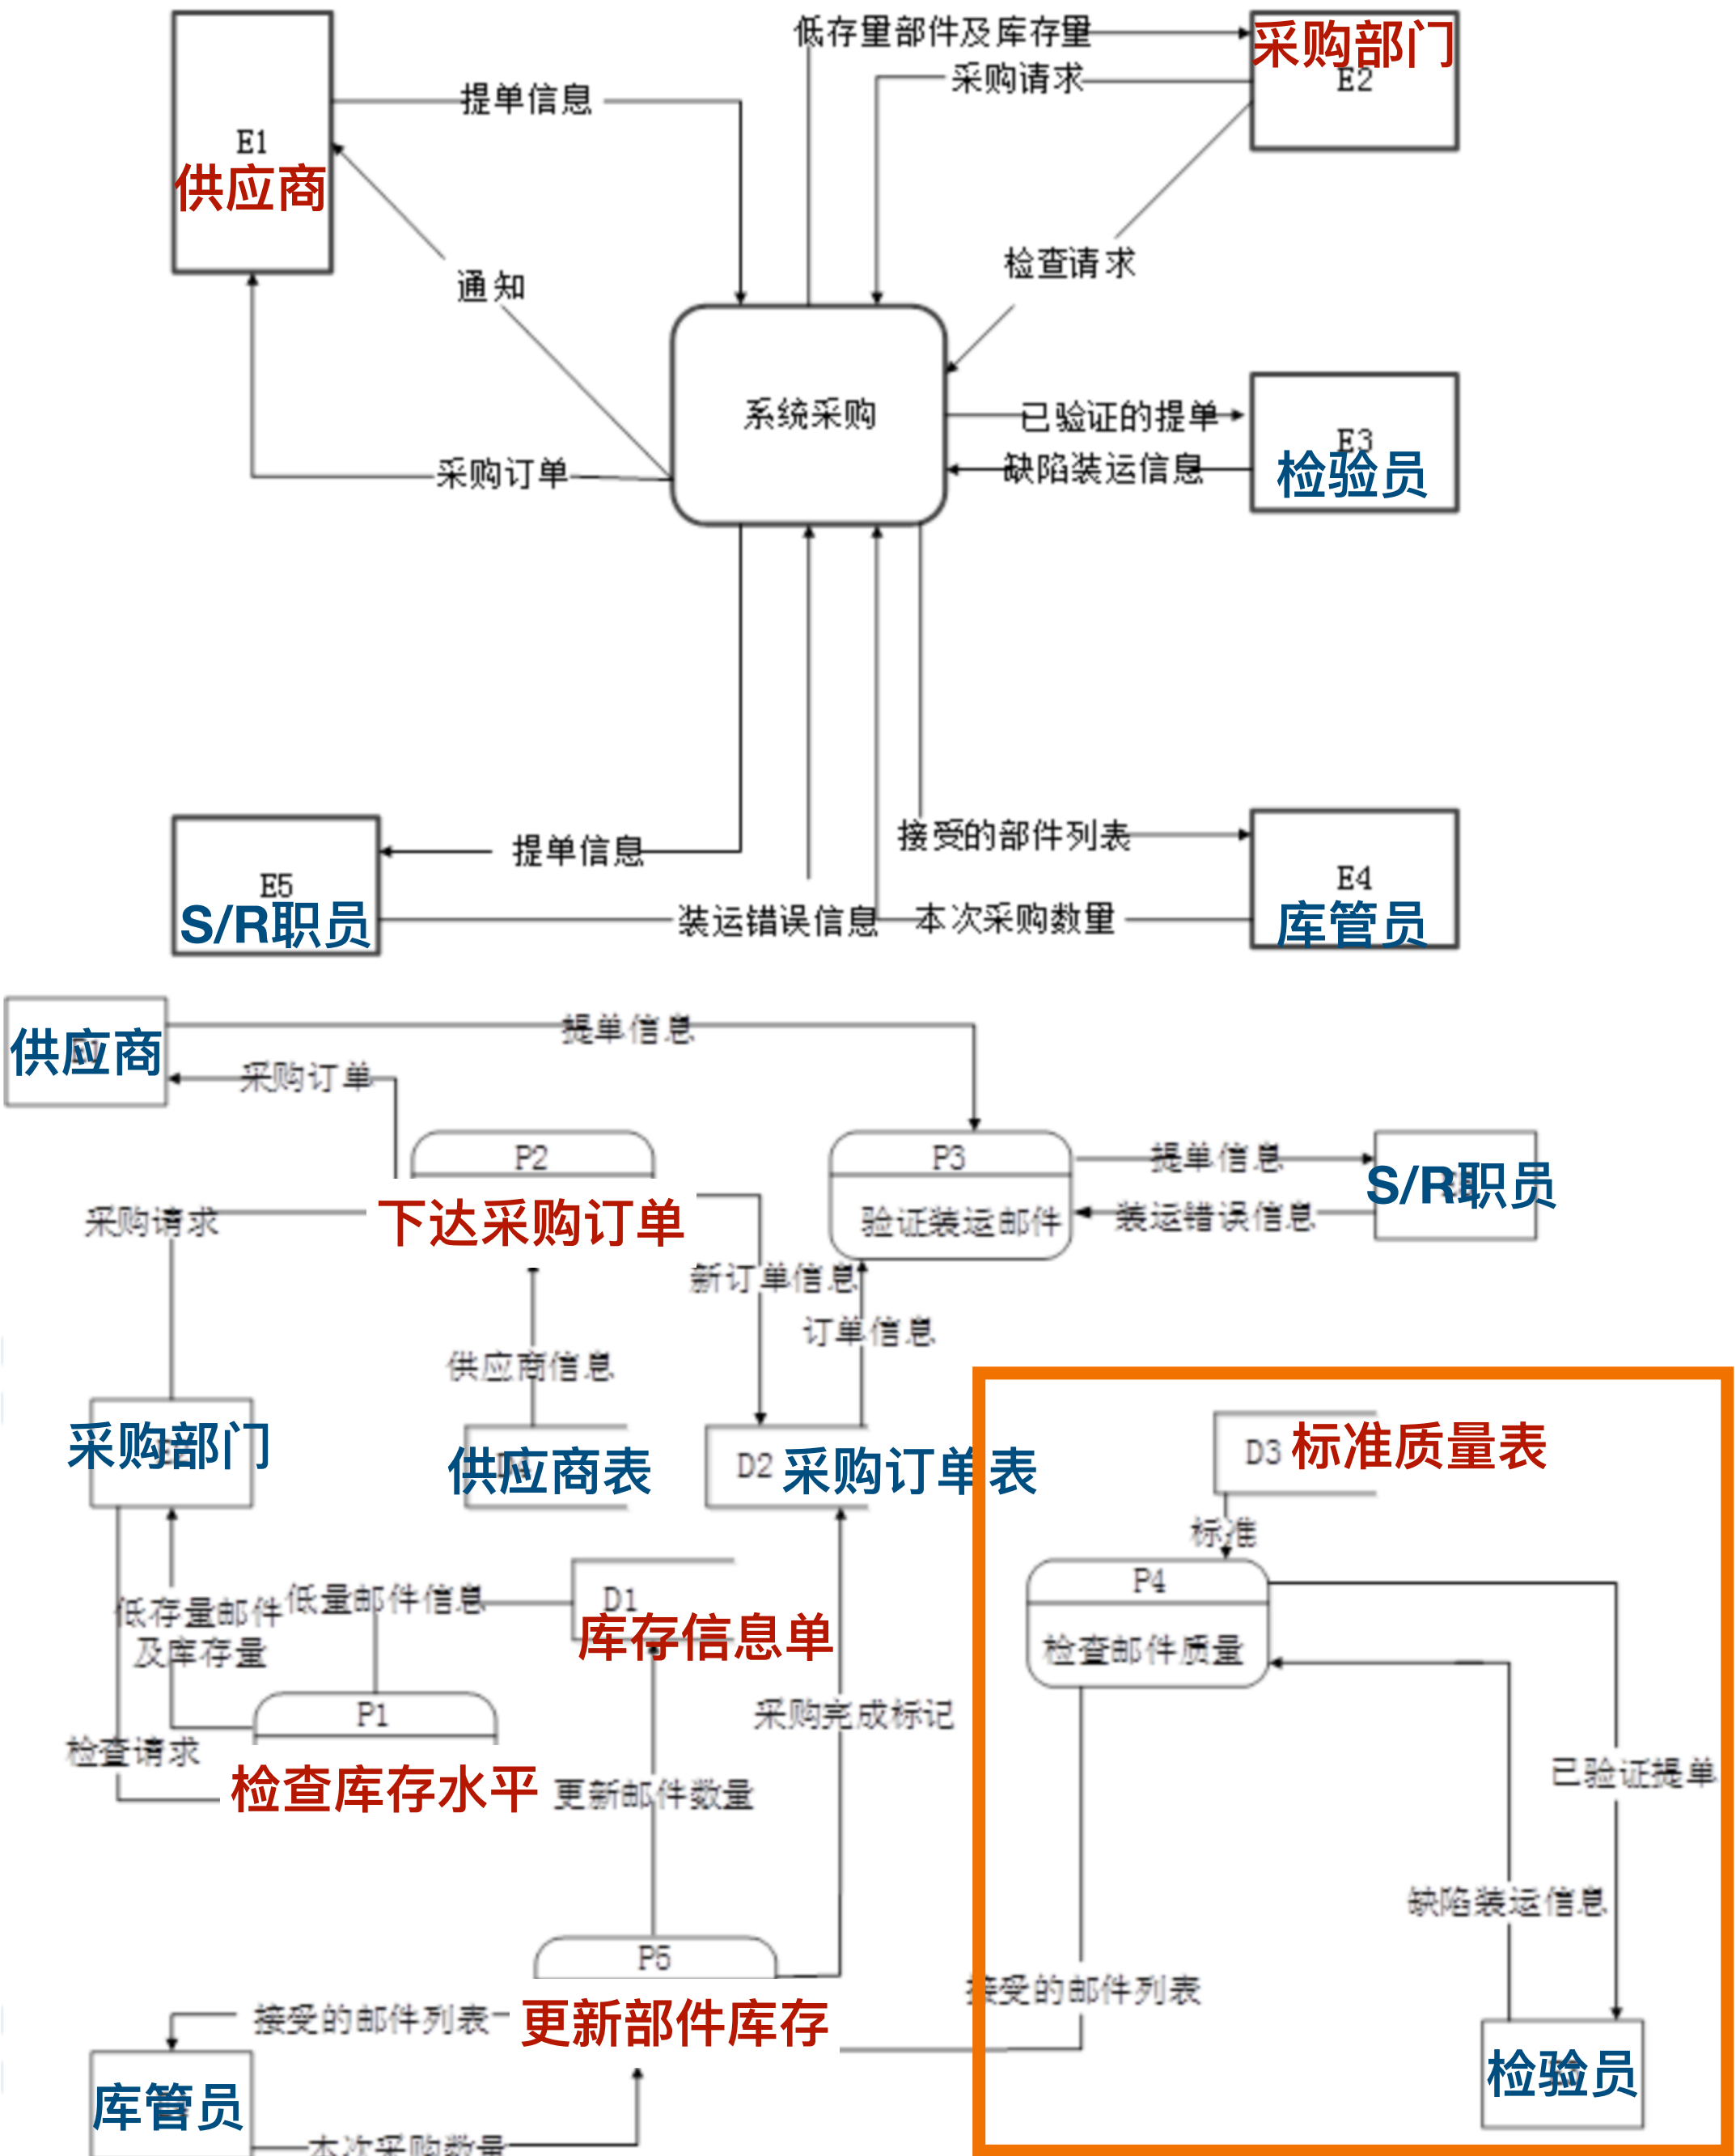 低存量部件及库存量
采购部门
E2
采购请求
提单信息
E1
供应商
检查请求
通知
系统采购
已验证的提单
E3
检验员
缺陷装运信息
采购订单
接受的部件列表
提单信息
E4
库管员
E5
S/R职员
装运错误信息
本次采购数量
供应商
提单信息
采购订单
P2
下达采购订单
P3
验证装运邮件
提单信息
S/R职员
装运错误信息
采购请求
新订单信息
订单信息
供应商信息
采购部门
供应商表
D2
采购订单表
D3
标准质量表
标准
P4
检查邮件质量
低存量邮件
及库存量
低量邮件信息
D1
库存信息单
P1
检查库存水平
检查请求
采购完成标记
更新邮件数量
已验证提单
缺陷装运信息
P5
更新部件库存
接受的邮件列表
接受的邮件列表
库管员
检验员
本次采购数量